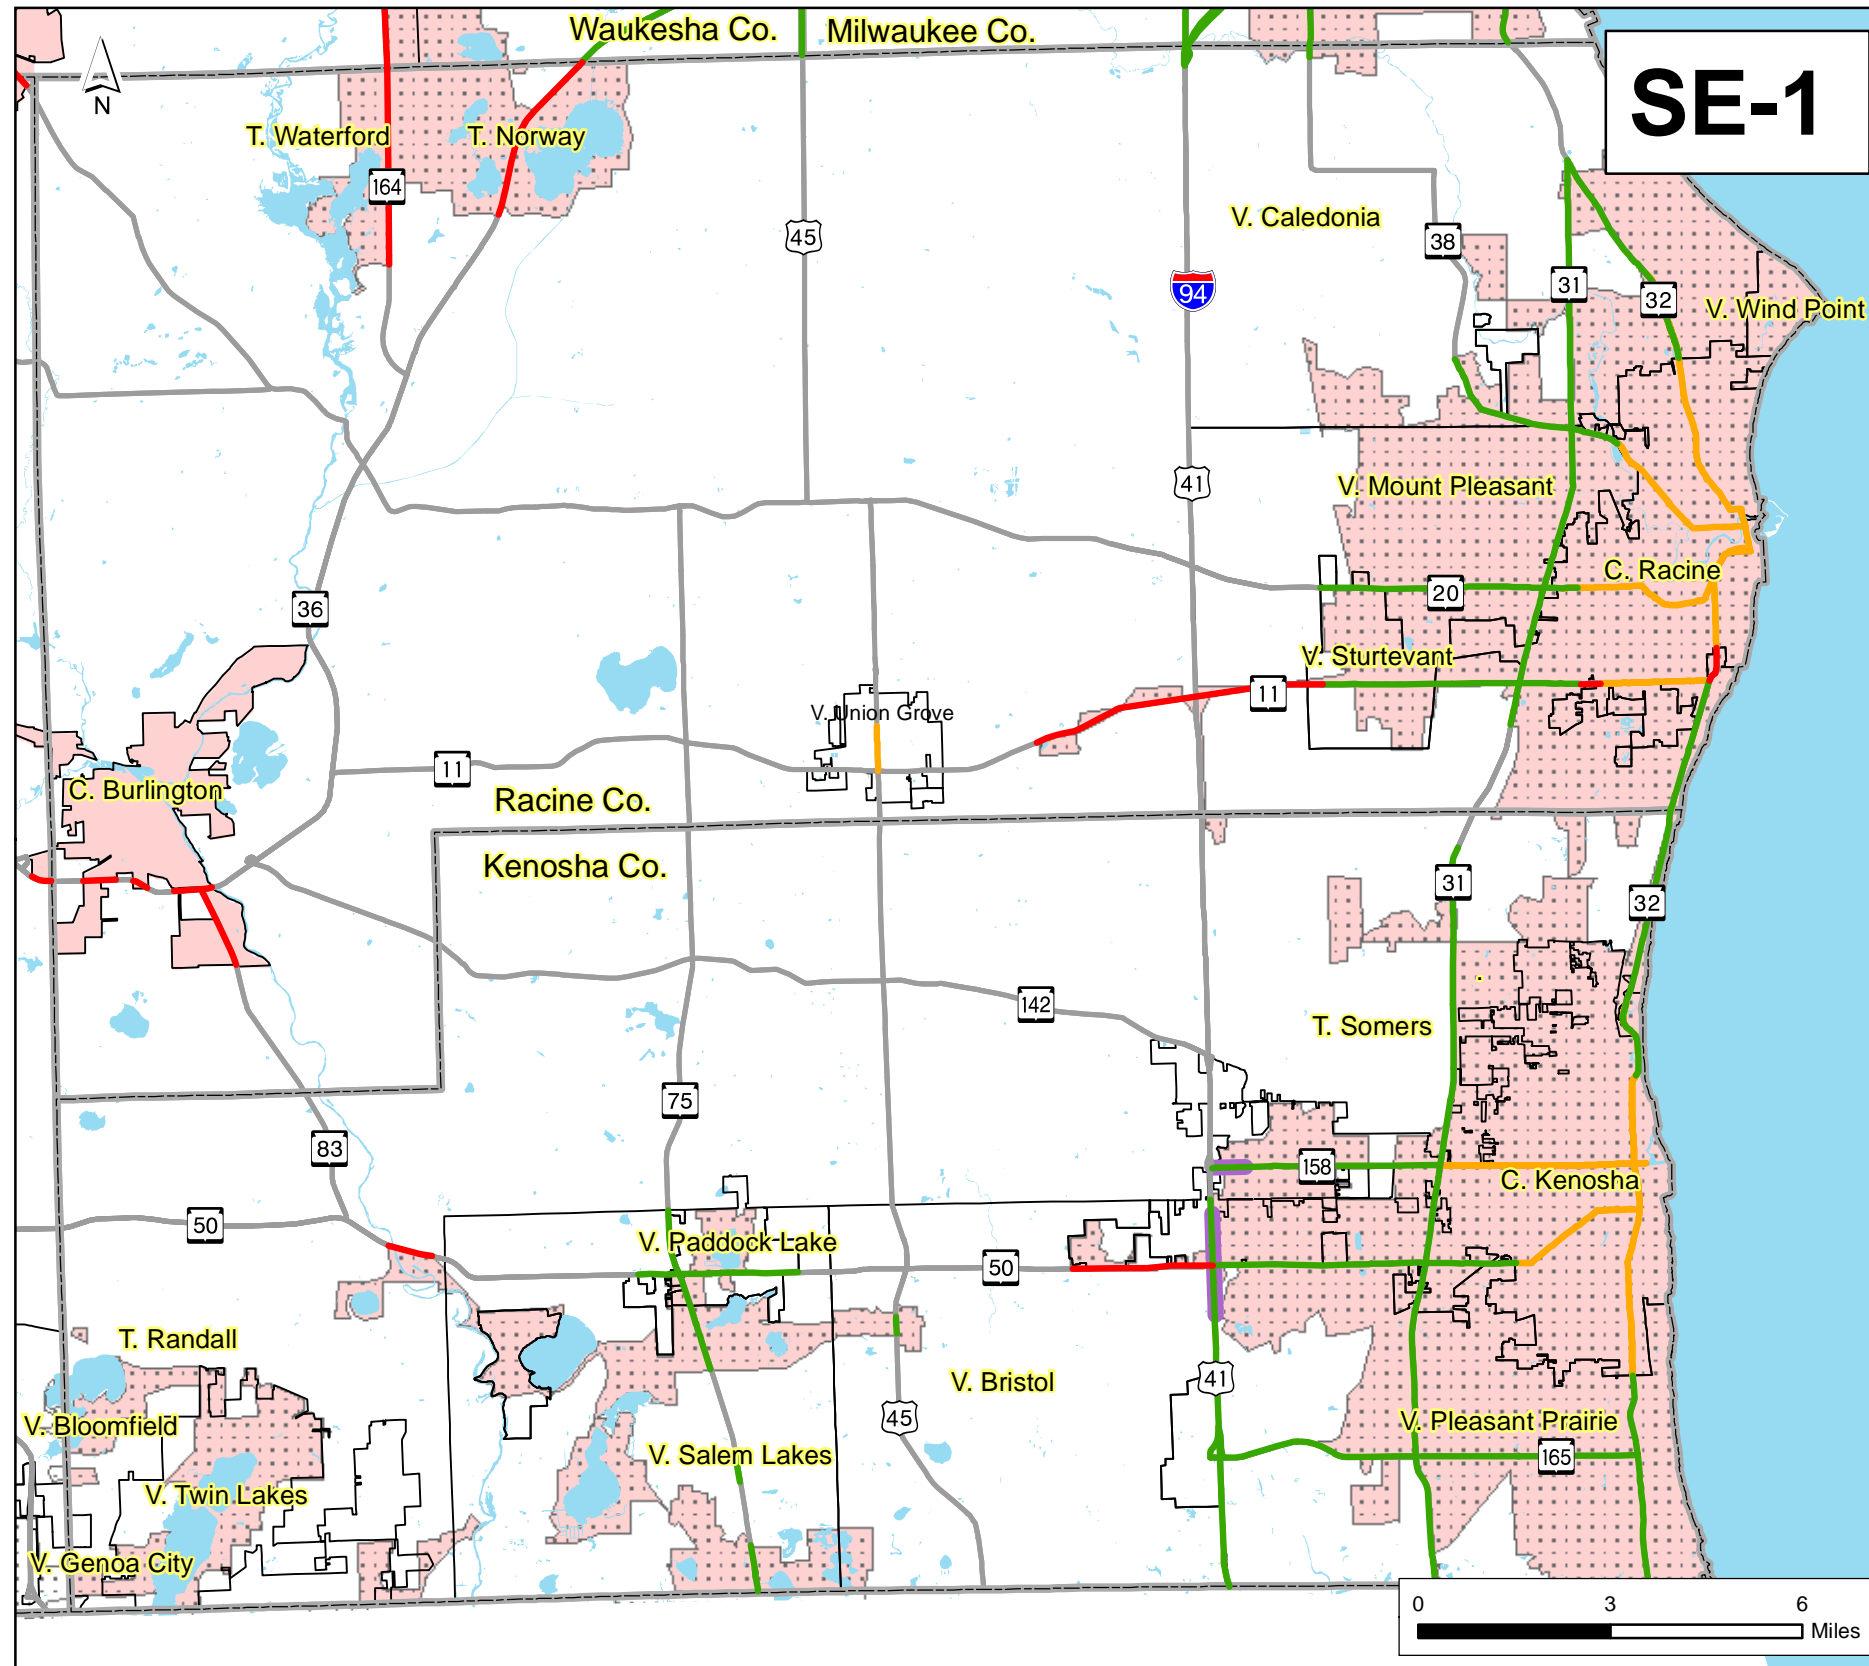 Waukesha Co.
Milwaukee Co.
SE-1
N
T. Waterford
T. Norway
164
45
V. Caledonia
38
94
31
32
V. Wind Point
41
V. Mount Pleasant
C. Racine
20
36
V. Sturtevant
11
V. Union Grove
11
C. Burlington
Racine Co.
Kenosha Co.
31
32
142
T. Somers
75
83
158
C. Kenosha
50
V. Paddock Lake
50
T. Randall
V. Bristol
41
V. Bloomfield
45
V. Pleasant Prairie
V. Salem Lakes
165
V. Twin Lakes
V. Genoa City
0 3 6
Miles